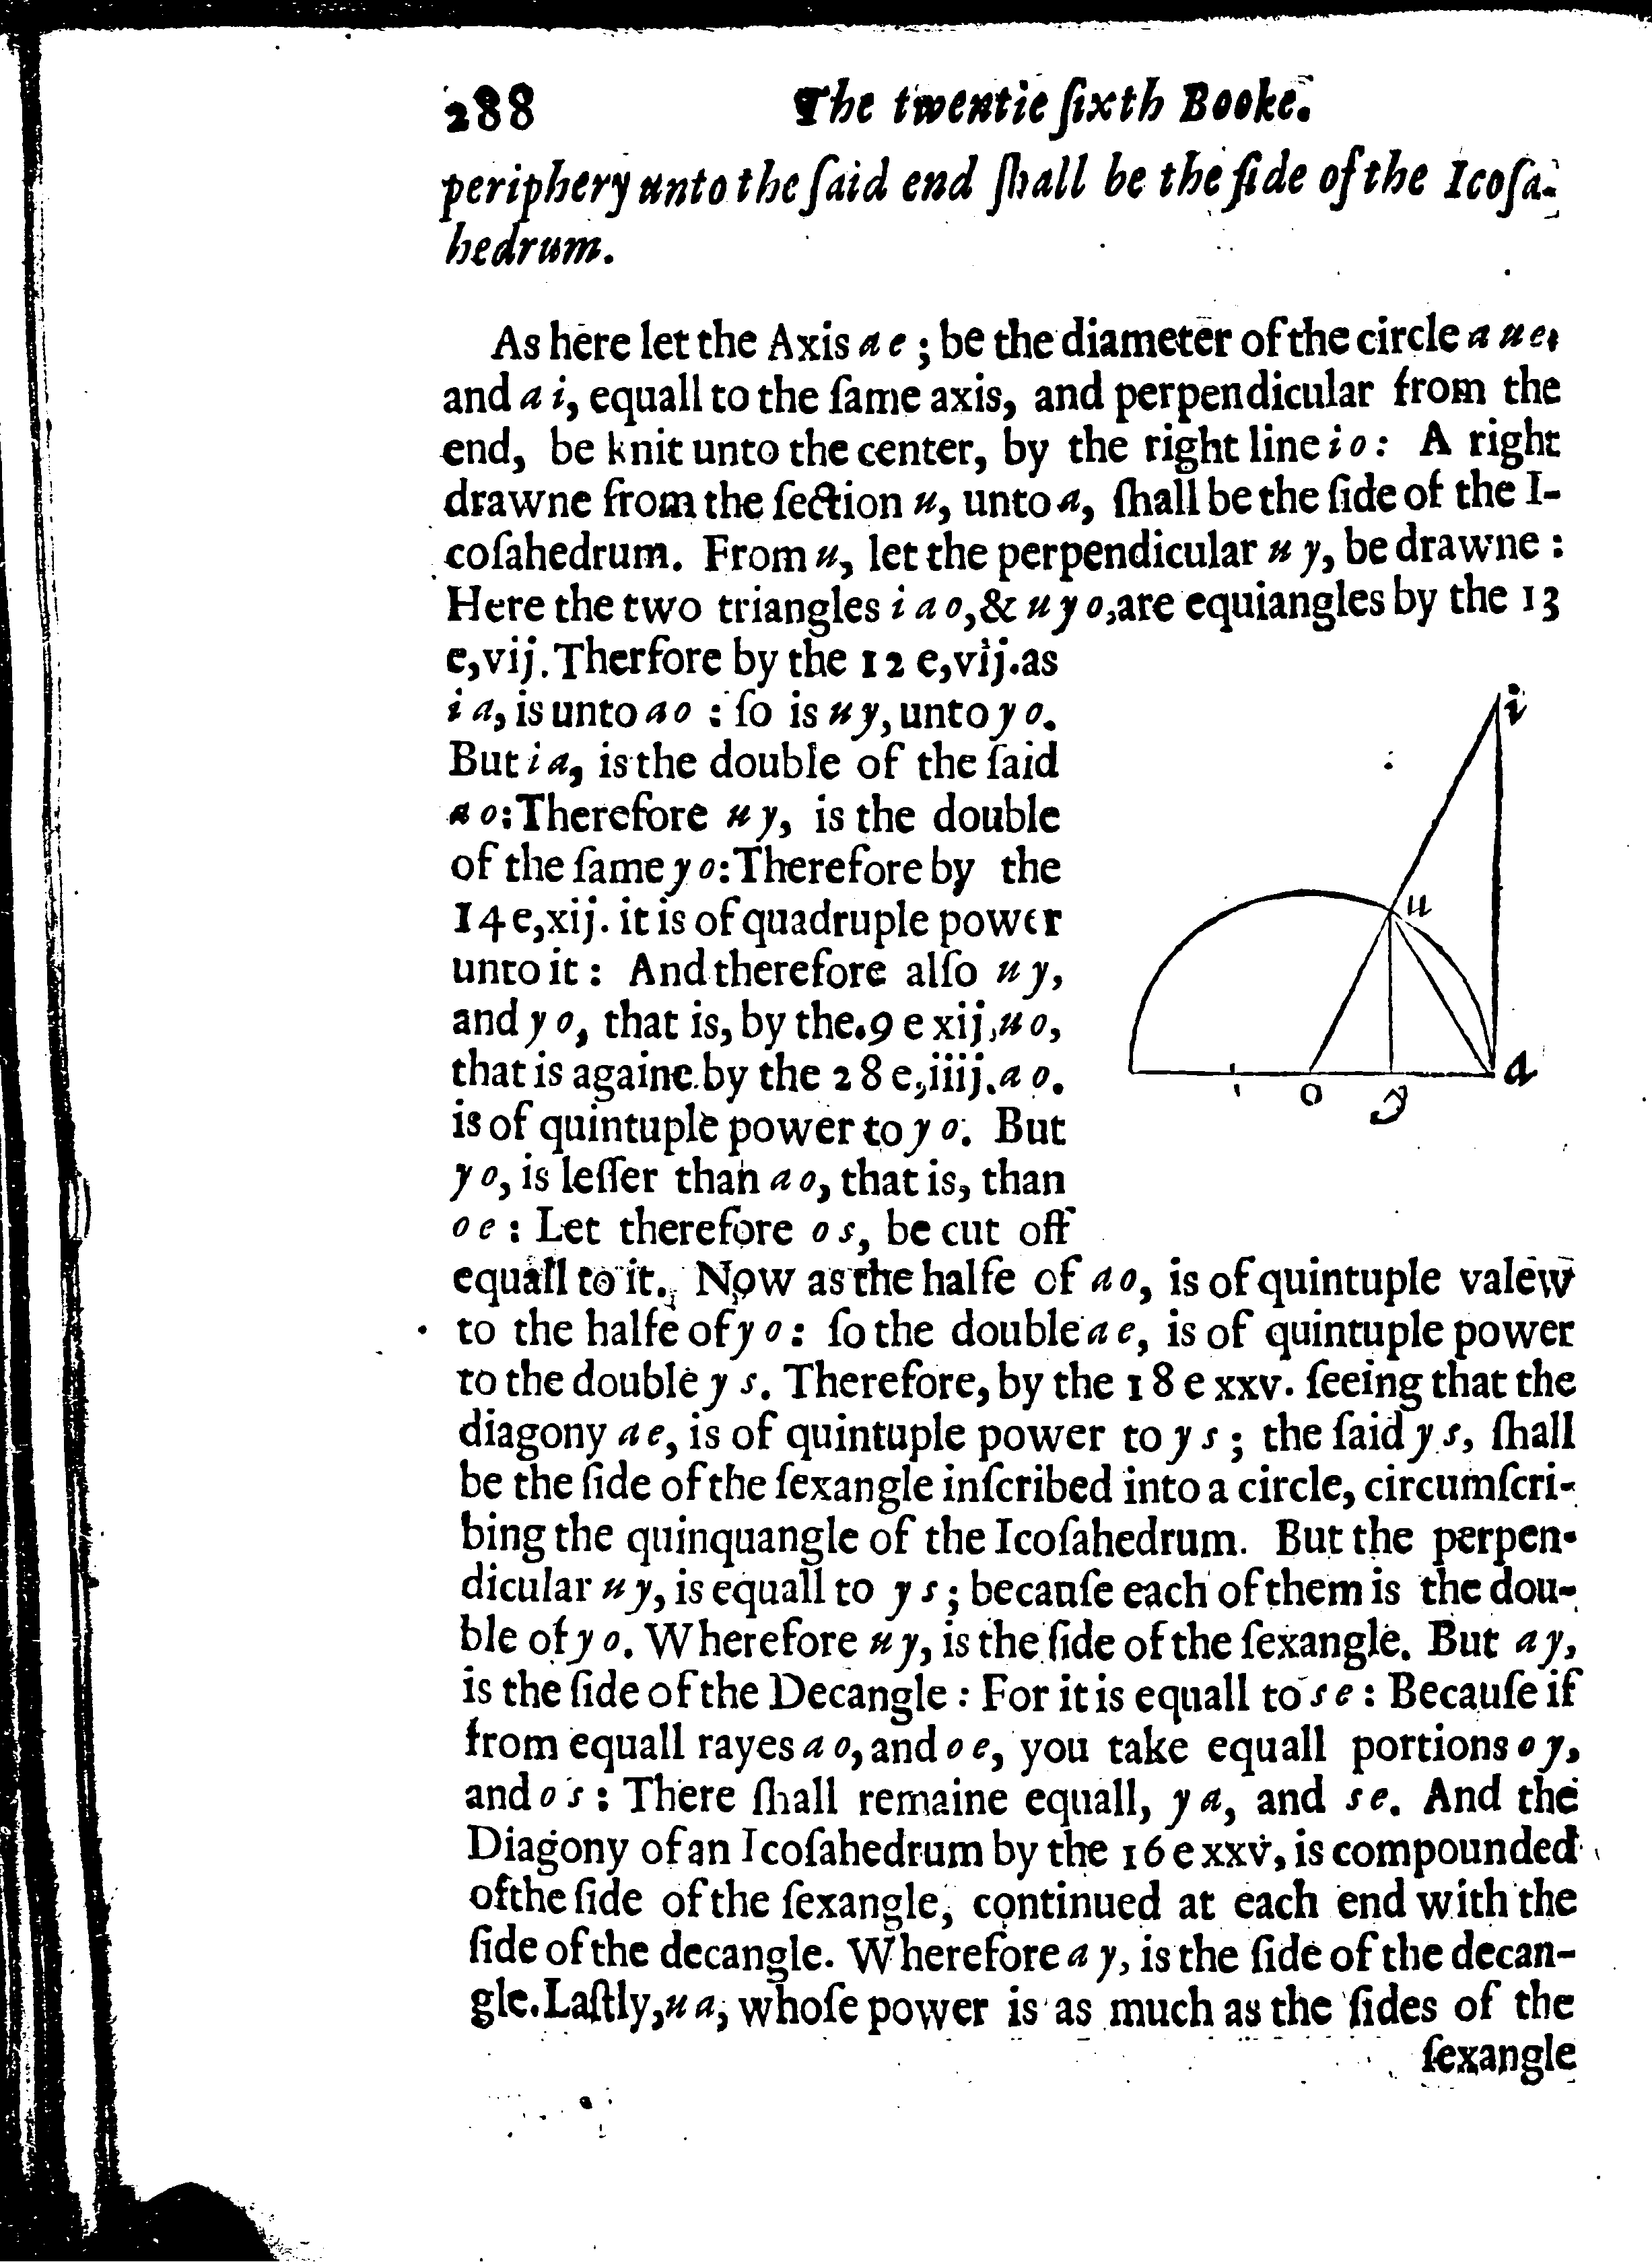 288 The twentie ſixth Booke.
periphery unto the ſaid end ſhall be the ſide of the Icoſa-
hedrum.
As here let the Axis a e ; be the diameter of the circle a u e,
and a i, equall to the ſame axis, and perpendicular from the
end, be knit unto the center, by the right line i o : A right
drawne from the ſection u, unto a, ſhall be the ſide of the I-
coſahedrum. From u, let the perpendicular u y, be drawne :
Here the two triangles i a o, & u y o, are equiangles by the 13
e, vij. Therfore by the 12 e, vij. as
i a, is unto a o : ſo is u y, unto y o.
But i a, is the double of the ſaid
a o : Therefore u y, is the double
of the ſame y o : Therefore by the
14 e, xij. it is of quadruple power
unto it : And therefore alſo u y,
and y o, that is, by the. 9 e xij, u o,
that is againe by the 28 e, iiij. a o.
is of quintuple power to y o. But
y o, is leſſer than a o, that is, than
o e : Let therefore o s, be cut off
equall to it. Now as the halfe of a o, is of quintuple valew
to the halfe of y o : ſo the double a e, is of quintuple power
to the double y s. Therefore, by the 18 e xxv. ſeeing that the
diagony a e, is of quintuple power to y s ; the ſaid y s, ſhall
be the ſide of the ſexangle inſcribed into a circle, circumſcri-
bing the quinquangle of the Icoſahedrum. But the perpen-
dicular u y, is equall to y s ; becauſe each of them is the dou-
ble of y o. Wherefore u y, is the ſide of the ſexangle. But a y,
is the ſide of the Decangle : For it is equall to s e : Becauſe if
from equall rayes a o, and o e, you take equall portions o y,
and o s : There ſhall remaine equall, y a, and s e. And the
Diagony of an Icoſahedrum by the 16 e xxv, is compounded
of the ſide of the ſexangle, continued at each end with the
ſide of the decangle. Wherefore a y, is the ſide of the decan-
gle. Laſtly, u a, whoſe power is as much as the ſides of the
ſexangle
i
u
a
o
y